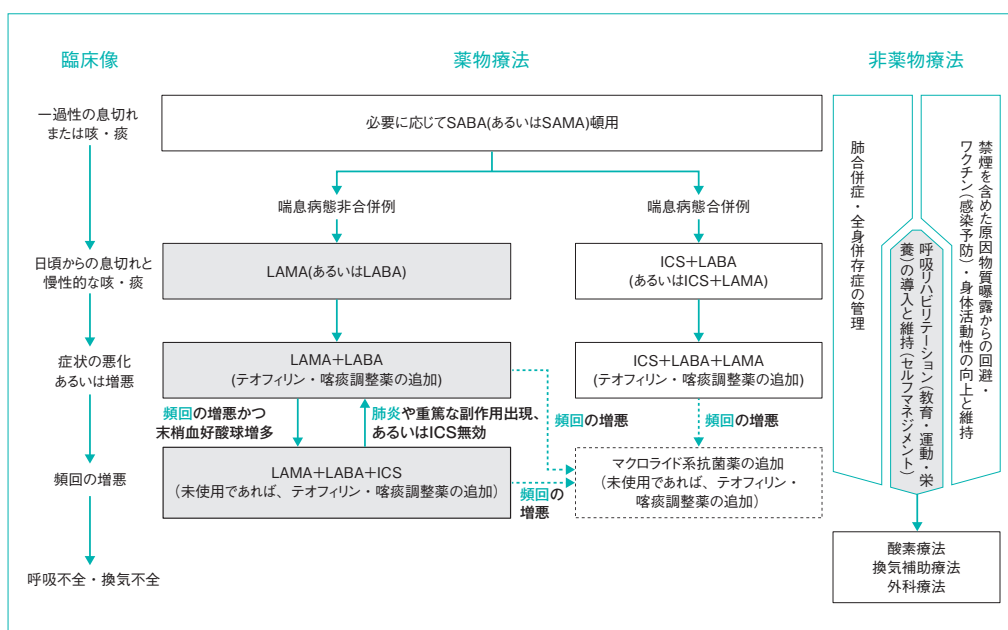 臨床像
薬物療法
非薬物療法
一過性の息切れ
または咳・痰
日頃からの息切れと
慢性的な咳・痰
症状の悪化
あるいは増悪
頻回の増悪
呼吸不全・換気不全
必要に応じてSABA(あるいはSAMA)頓用
喘息病態非合併例
喘息病態合併例
LAMA(あるいはLABA)
ICS+LABA
(あるいはICS+LAMA)
LAMA+LABA
(テオフィリン・喀痰調整薬の追加)
ICS+LABA+LAMA
(テオフィリン・喀痰調整薬の追加)
頻回の増悪かつ
末梢血好酸球増多
肺炎や重篤な副作用出現、
あるいはICS無効
頻回の増悪
頻回の増悪
LAMA+LABA+ICS
(未使用であれば、テオフィリン・喀痰調整薬の追加)
頻回の
増悪
マクロライド系抗菌薬の追加
(未使用であれば、テオフィリン・
喀痰調整薬の追加)
禁煙を含めた原因物質曝露からの回避・
ワクチン(感染予防)・身体活動性の向上と維持
呼吸リハビリテーション(教育・運動・栄
養)の導入と維持(セルフマネジメント)
肺合併症・全身併存症の管理
酸素療法
換気補助療法
外科療法